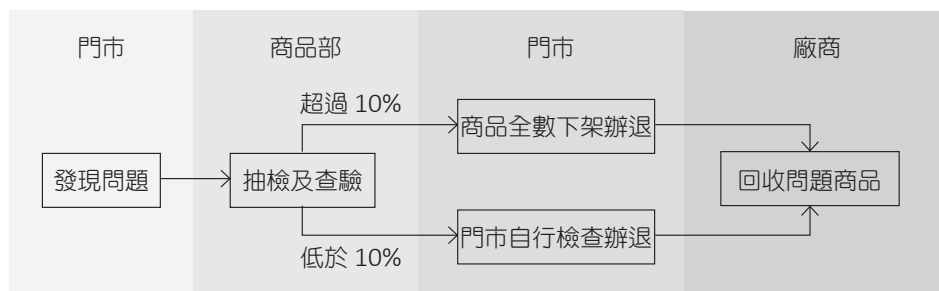 門市
商品部
門市
廠商
超過 10%
商品全數下架辦退
發現問題
抽檢及查驗
回收問題商品
門市自行檢查辦退
低於 10%